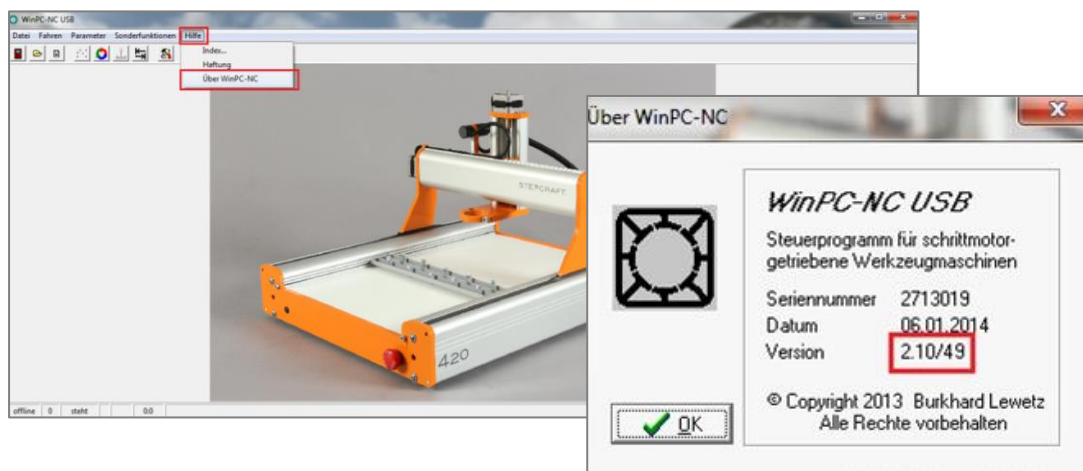 WinPC-NC USB
Datei Fahren Parameter Sonderfunktionen Hilfe
Index...
Haftung
Über WinPC-NC
STEPCRAFT
420
offline 0 steht 0.0
Über WinPC-NC
WinPC-NC USB
Steuerprogramm für schrittmotor-
getriebene Werkzeugmaschinen
Seriennummer 2713019
Datum 06.01.2014
Version 2.10/49
© Copyright 2013 Burkhard Lewetz
Alle Rechte vorbehalten
OK